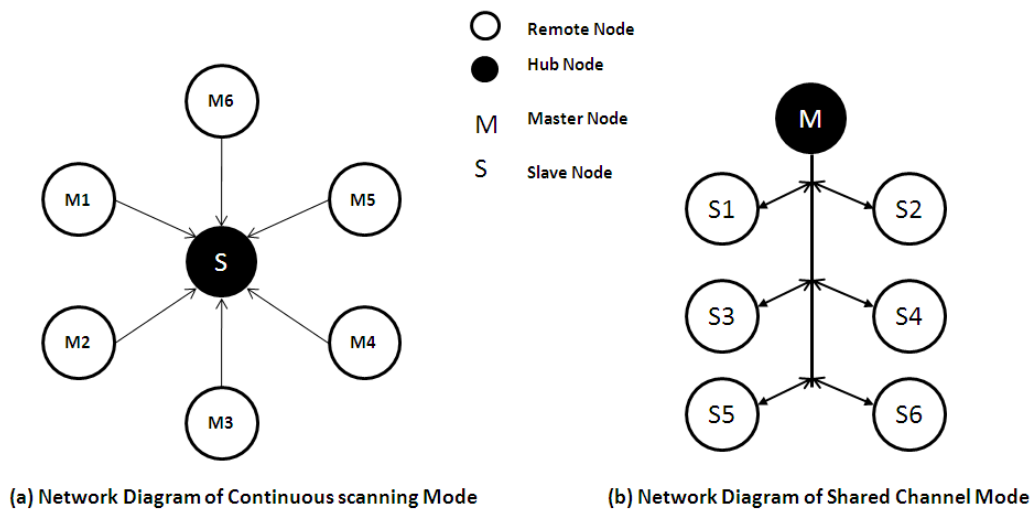 Remote Node
Hub Node
M Master Node
S Slave Node
M6
M1
M5
S
M2
M4
M3
(a) Network Diagram of Continuous scanning Mode
M
S1
S2
S3
S4
S5
S6
(b) Network Diagram of Shared Channel Mode